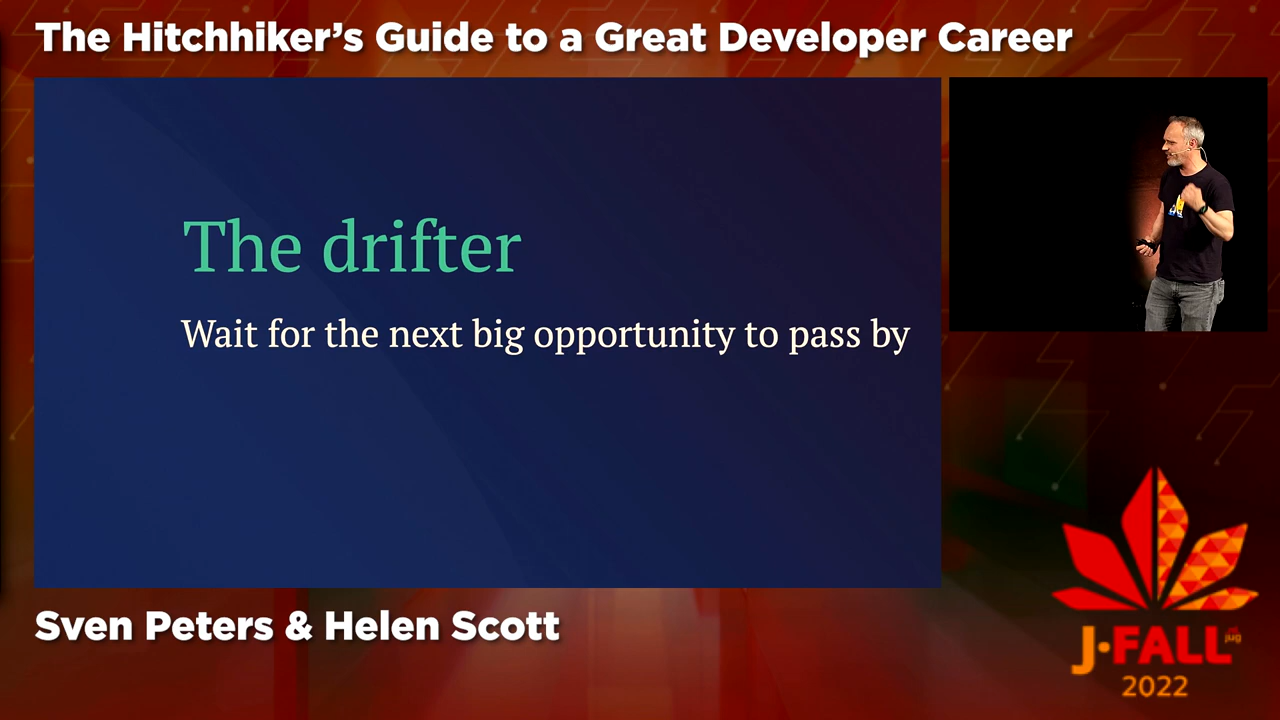 The Hitchhiker’s Guide to a Great Developer Career
The drifter
Wait for the next big opportunity to pass by
Sven Peters & Helen Scott
J•FALL
jug
2022